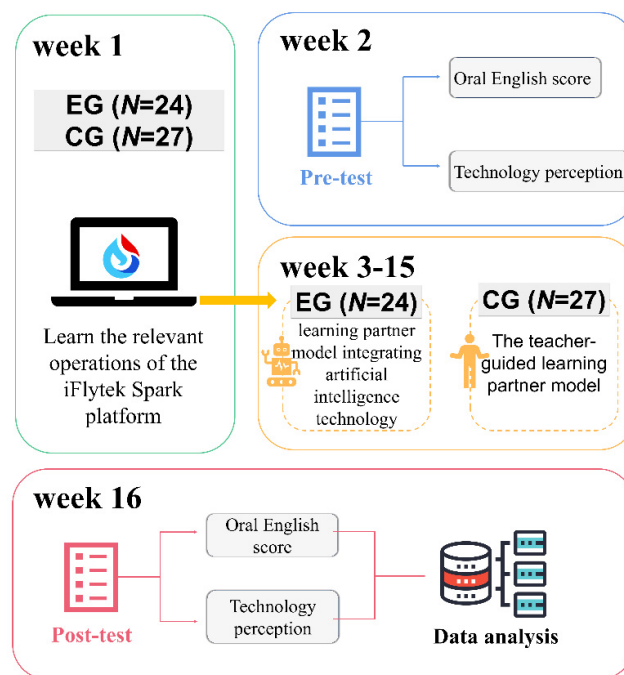 week 1
EG (N=24)
CG (N=27)
Learn the relevant
operations of the
iFlytek Spark
platform
week 2
Pre-test
Oral English score
Technology perception
week 3-15
EG (N=24)
learning partner
model integrating
artificial
intelligence
technology
CG (N=27)
The teacher-
guided learning
partner model
week 16
Post-test
Oral English
score
Technology
perception
Data analysis